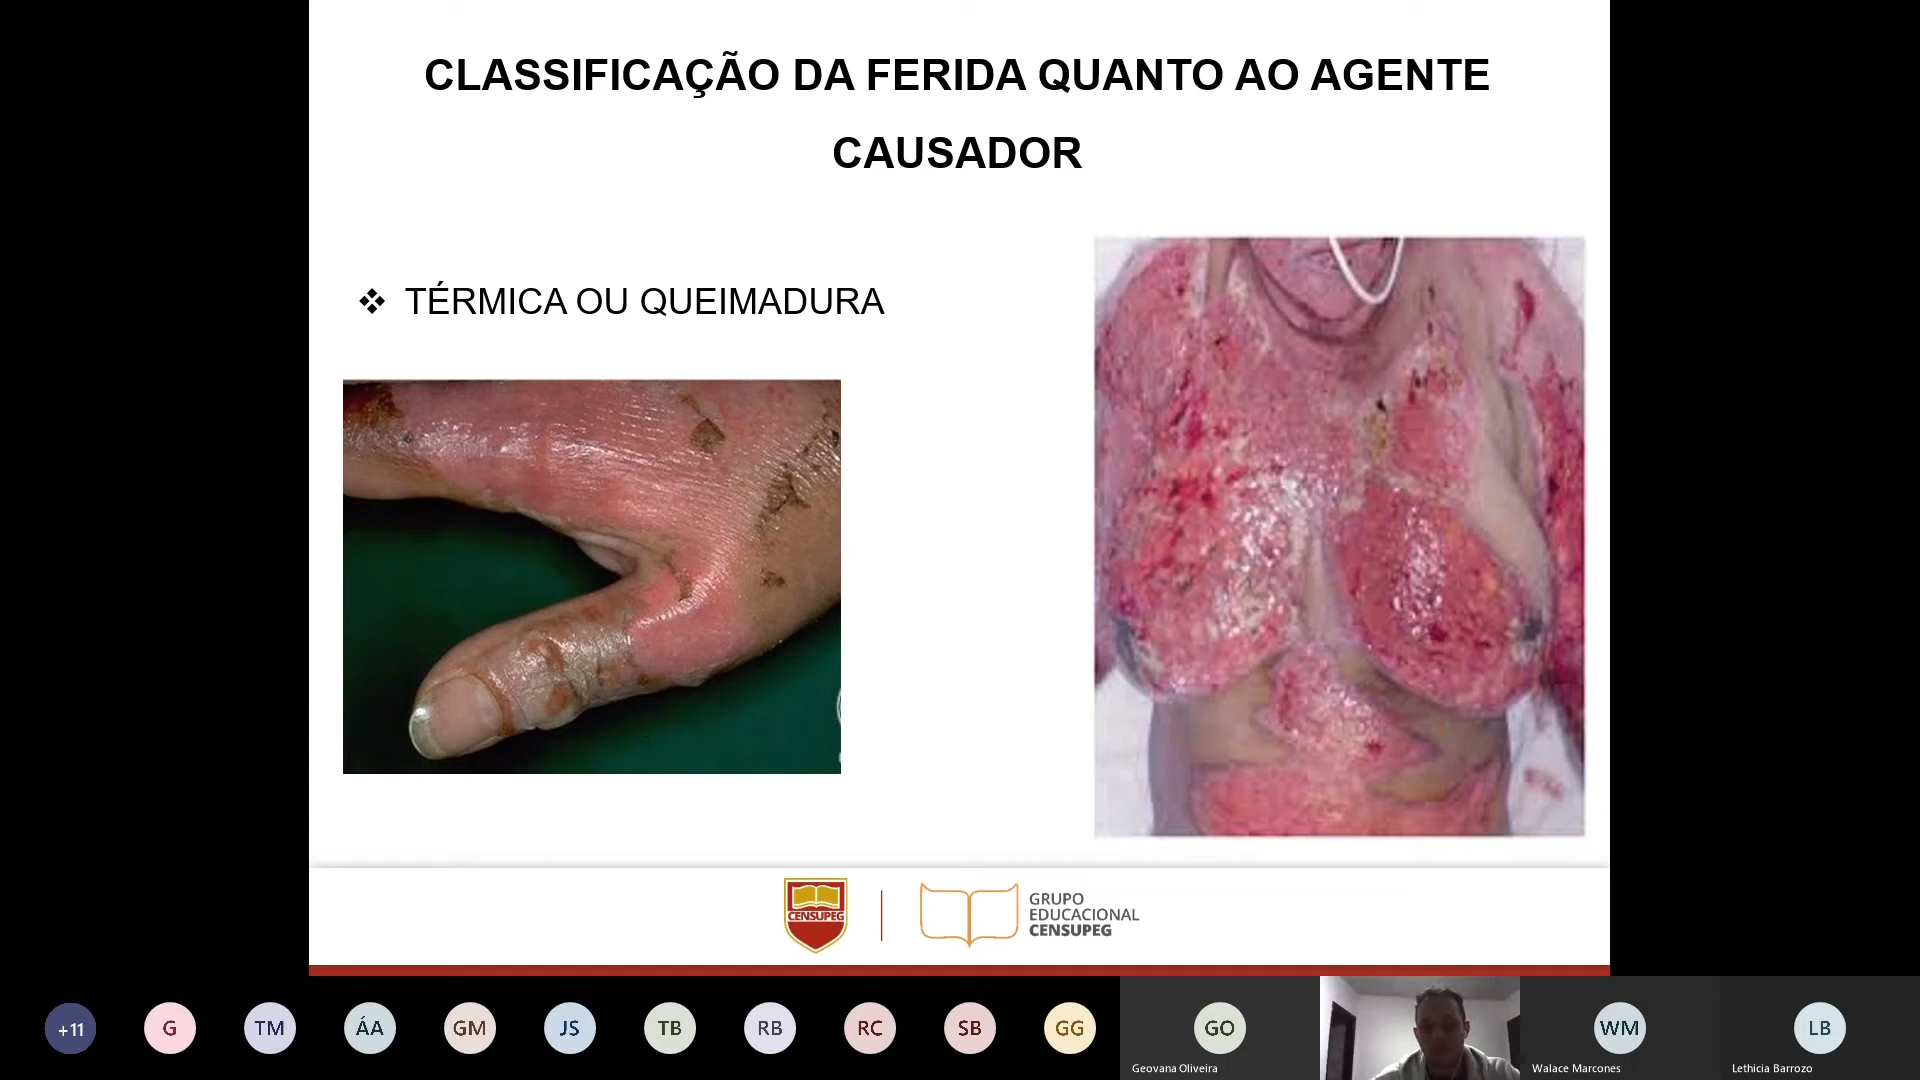 CLASSIFICAÇÃO DA FERIDA QUANTO AO AGENTE
CAUSADOR
❖ TÉRMICA OU QUEIMADURA
CENSUPEG
GRUPO
EDUCACIONAL
CENSUPEG
+11
G
TM
ÁA
GM
JS
TB
RB
RC
SB
GG
GO
WM
LB
Geovana Oliveira
Walace Marcones
Lethicia Barrozo